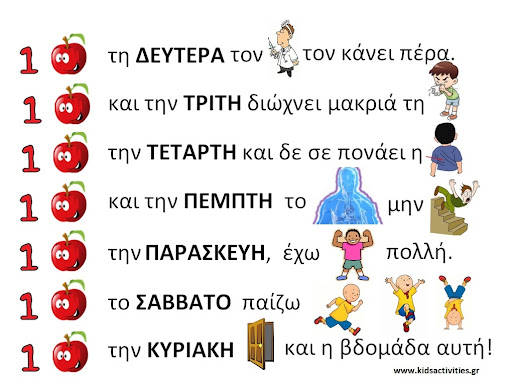 1 τη ΔΕΥΤΕΡΑ τον τον κάνει πέρα.
1 και την ΤΡΙΤΗ διώχνει μακριά τη
1 την ΤΕΤΑΡΤΗ και δε σε πονάει η
1 και την ΠΕΜΠΤΗ το μην
1 την ΠΑΡΑΣΚΕΥΗ, έχω πολλή.
1 το ΣΑΒΒΑΤΟ παίζω
1 την ΚΥΡΙΑΚΗ και η βδομάδα αυτή!
www.kidsactivities.gr